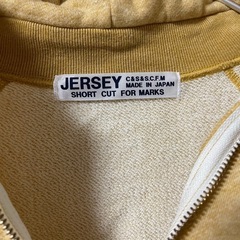 JERSEY C&S&S.C.F.M
MADE IN JAPAN
SHORT CUT FOR MARKS